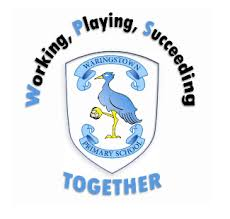 Working, Playing, Succeeding
WARINGSTOWN
PRIMARY SCHOOL
TOGETHER